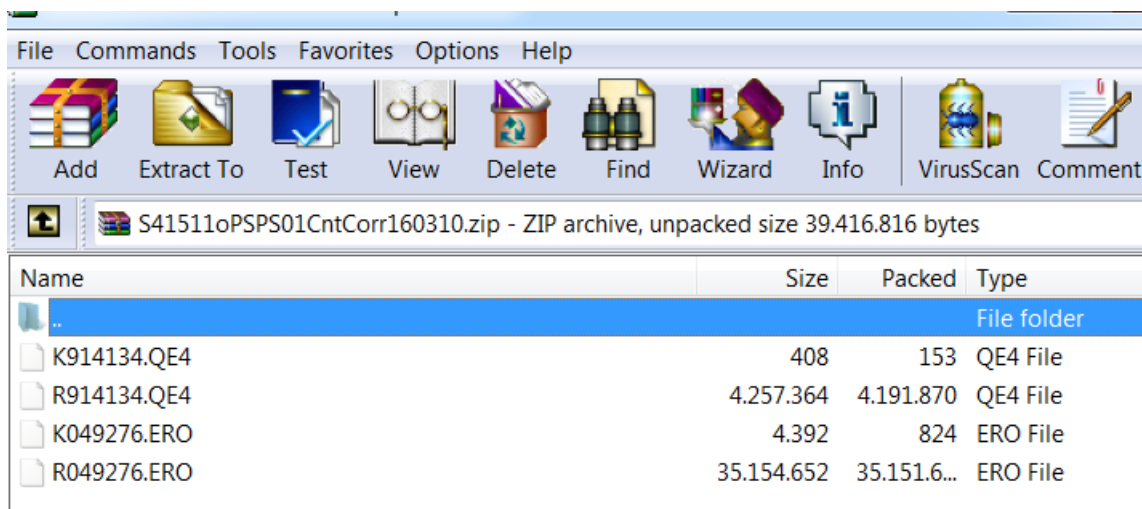 File Commands Tools Favorites Options Help
Add Extract To Test View Delete Find Wizard Info VirusScan Comment
S41511oPSPS01CntCorr160310.zip - ZIP archive, unpacked size 39.416.816 bytes
Name Size Packed Type
.. File folder
K914134.QE4 408 153 QE4 File
R914134.QE4 4.257.364 4.191.870 QE4 File
K049276.ERO 4.392 824 ERO File
R049276.ERO 35.154.652 35.151.6... ERO File